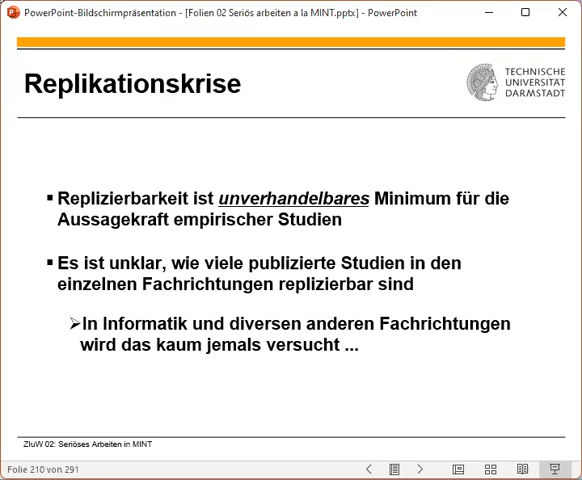 PowerPoint-Bildschirmpräsentation - [Folien 02 Seriös arbeiten a la MINT.pptx] - PowerPoint
Replikationskrise
TECHNISCHE
UNIVERSITÄT
DARMSTADT
▪ Replizierbarkeit ist unverhandelbares Minimum für die
Aussagekraft empirischer Studien
▪ Es ist unklar, wie viele publizierte Studien in den
einzelnen Fachrichtungen replizierbar sind
➢In Informatik und diversen anderen Fachrichtungen
wird das kaum jemals versucht ...
ZIuW 02: Seriöses Arbeiten in MINT
Folie 210 von 291